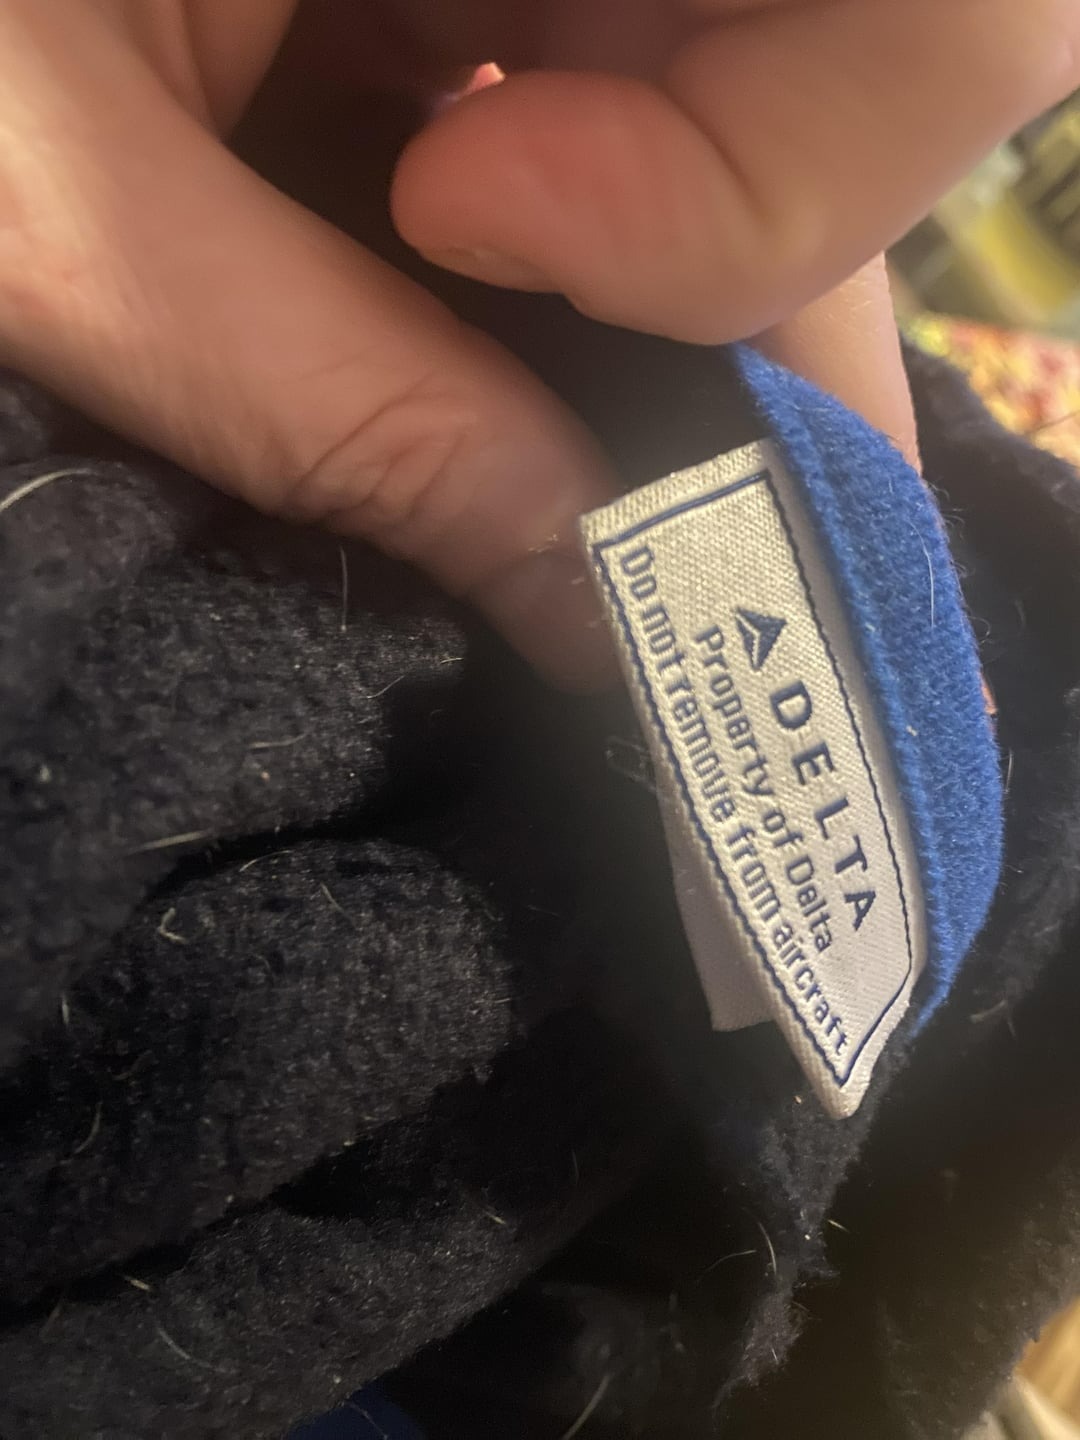 DELTA
Property of Delta
Do not remove from aircraft